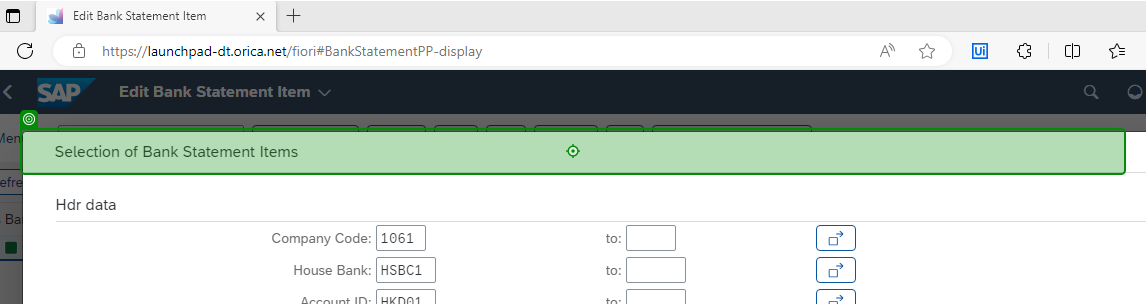 Edit Bank Statement Item
https://launchpad-dt.orica.net/fiori#BankStatementPP-display
A
Ui
SAP Edit Bank Statement Item
Men
Selection of Bank Statement Items
efre
Hdr data
Ba
Company Code: 1061 to:
House Bank: HSBC1 to:
Account ID: HKD01 to: